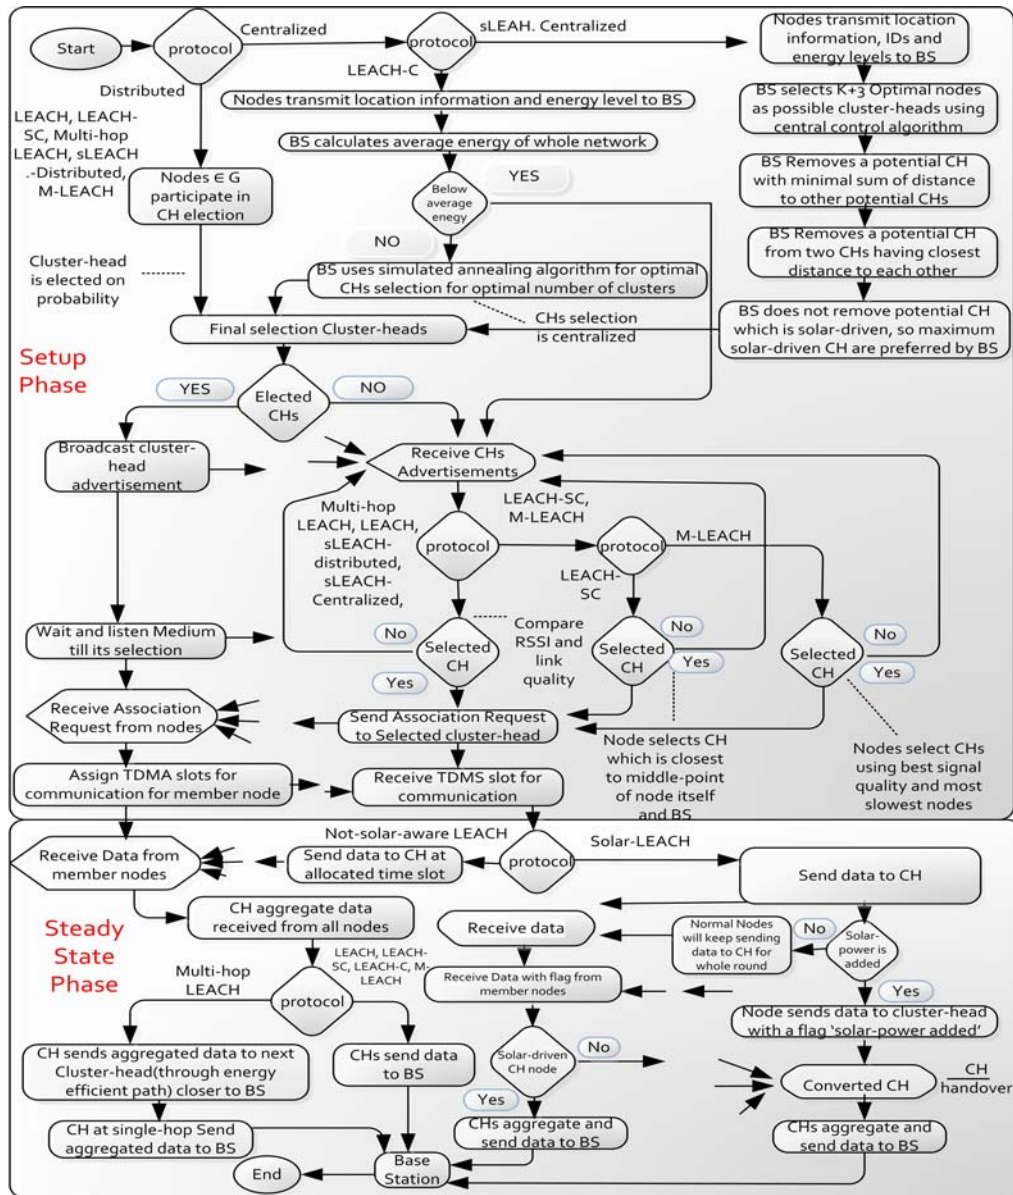 Start
protocol
Centralized
protocol
sLEAH. Centralized
Nodes transmit location
information, IDs and
energy levels to BS
Distributed
LEACH-C
LEACH, LEACH-
SC, Multi-hop
LEACH, sLEACH
.-Distributed,
M-LEACH
Nodes transmit location information and energy level to BS
BS selects K+3 Optimal nodes
as possible cluster-heads using
central control algorithm
BS calculates average energy of whole network
Nodes ∈ G
participate in
CH election
Below
average
enegy
YES
BS Removes a potential CH
with minimal sum of distance
to other potential CHs
NO
BS Removes a potential CH
from two CHs having closest
distance to each other
Cluster-head
is elected on
probability
BS uses simulated annealing algorithm for optimal
CHs selection for optimal number of clusters
Final selection Cluster-heads
CHs selection
is centralized
BS does not remove potential CH
which is solar-driven, so maximum
solar-driven CH are preferred by BS
Setup
Phase
YES
Elected
CHs
NO
Broadcast cluster-
head
advertisement
Receive CHs
Advertisements
Multi-hop
LEACH, LEACH,
sLEACH-
distributed,
sLEACH-
Centralized,
LEACH-SC,
M-LEACH
protocol
protocol
M-LEACH
LEACH-
SC
Wait and listen Medium
till its selection
No
Selected
CH
Yes
Compare
RSSI and
link
quality
Selected
CH
No
Yes
Selected
CH
No
Yes
Receive Association
Request from nodes
Send Association Request
to Selected cluster-head
Node selects CH
which is closest
to middle-point
of node itself
and BS
Nodes select CHs
using best signal
quality and most
slowest nodes
Assign TDMA slots for
communication for member node
Receive TDMS slot for
communication
Not-solar-aware LEACH
protocol
Solar-LEACH
Receive Data from
member nodes
Send data to CH at
allocated time slot
Send data to CH
Steady
State
Phase
CH aggregate data
received from all nodes
Receive data
Normal Nodes
will keep sending
data to CH for
whole round
No
Solar-
power is
added
Multi-hop
LEACH
protocol
LEACH, LEACH-
SC, LEACH-C, M-
LEACH
Receive Data with flag from
member nodes
Yes
Node sends data to cluster-head
with a flag 'solar-power added'
CH sends aggregated data to next
Cluster-head(through energy
efficient path) closer to BS
CHs send data
to BS
Solar-driven
CH node
No
Yes
Converted CH
CH
handover
CH at single-hop Send
aggregated data to BS
CHs aggregate and
send data to BS
CHs aggregate and
send data to BS
End
Base
Station